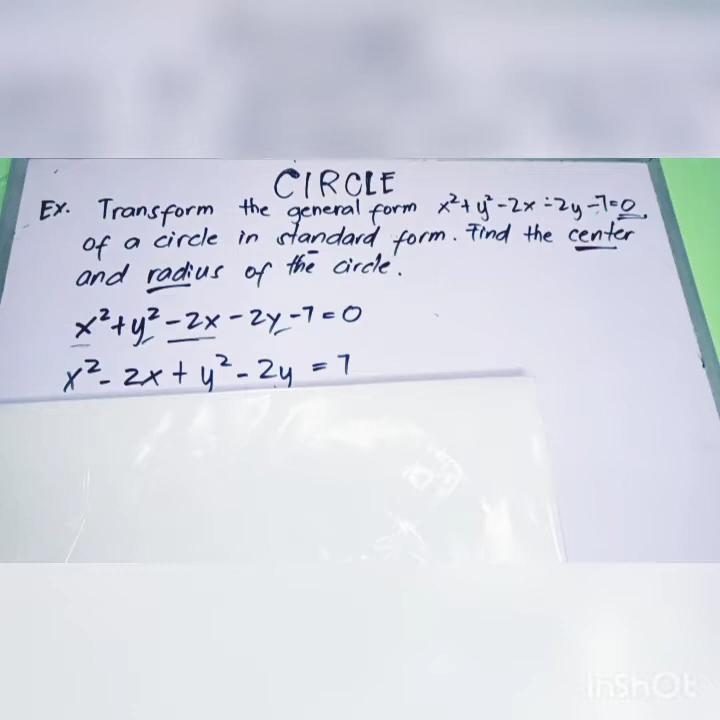 CIRCLE
Ex. Transform the general form x²+y²-2x-2y-7=0
of a circle in standard form. Find the center
and radius of the circle.
x²+y²-2x-2y-7=0
x²-2x+y²-2y=7
InShOt